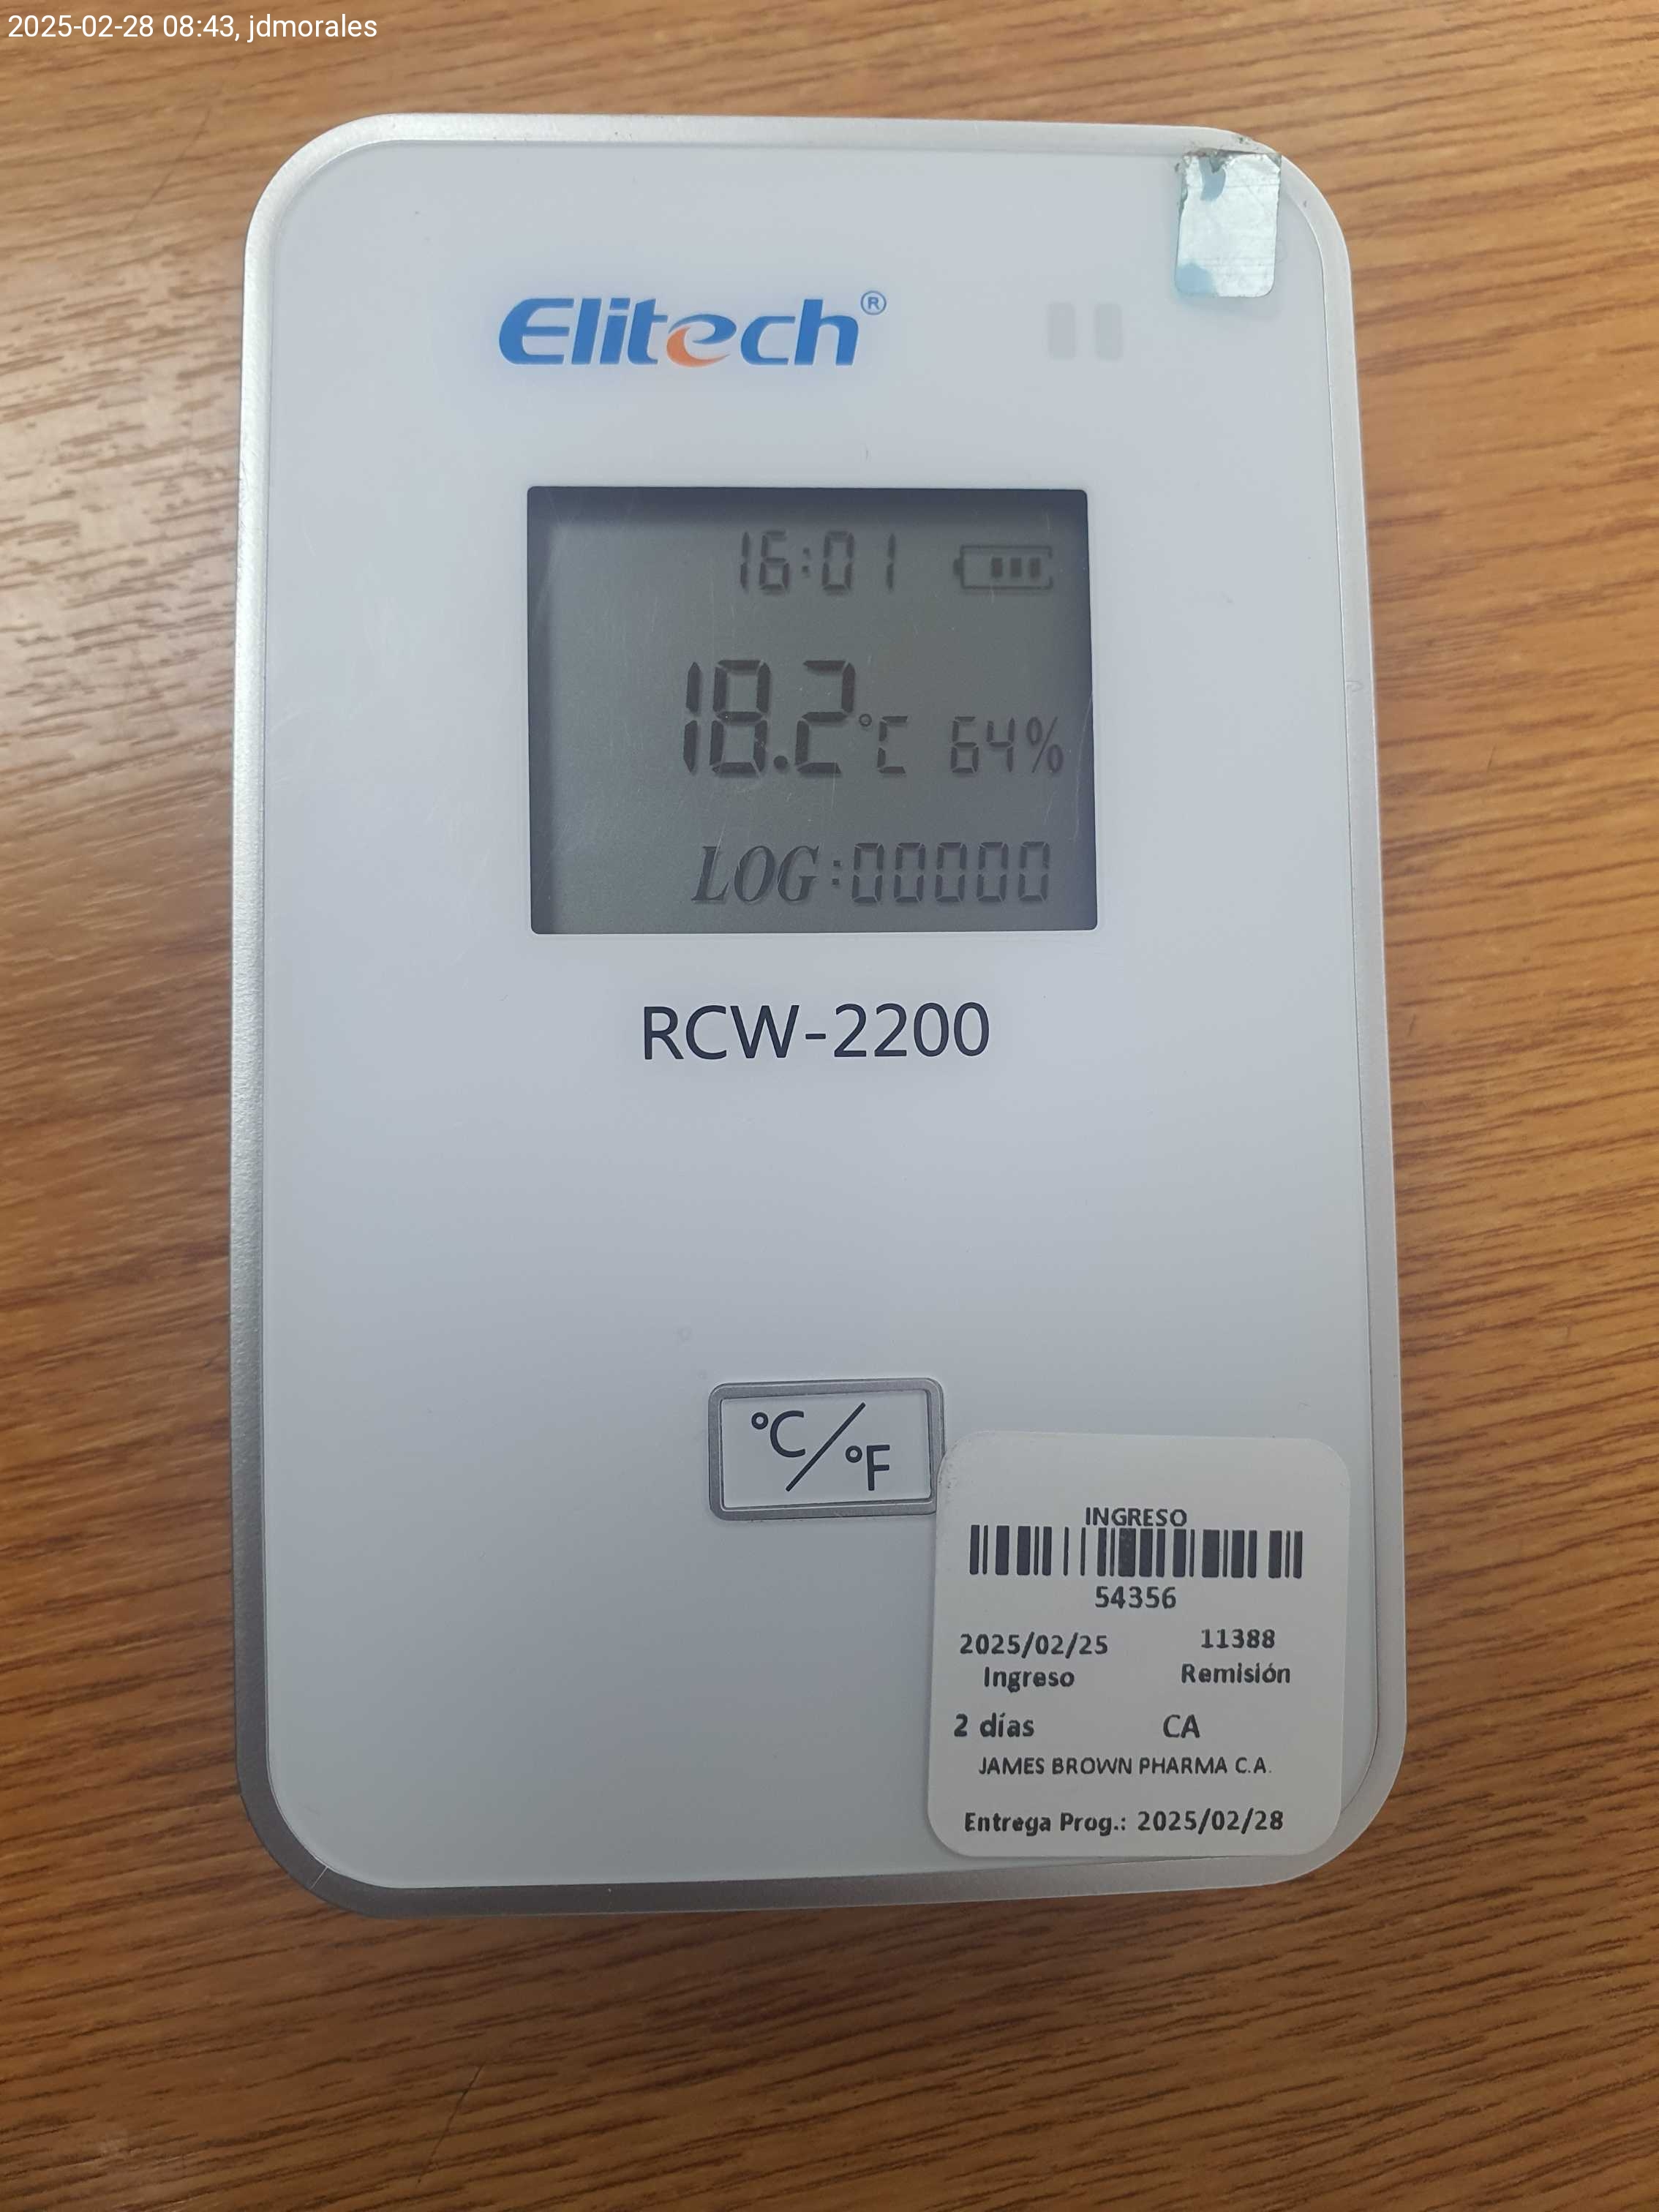 2025-02-28 08:43, jdmorales
Elitech®
16:01
18.2°C 64%
LOG:00000
RCW-2200
°C/°F
INGRESO
54356
2025/02/25 11388
Ingreso Remisión
2 días CA
JAMES BROWN PHARMA C.A.
Entrega Prog.: 2025/02/28